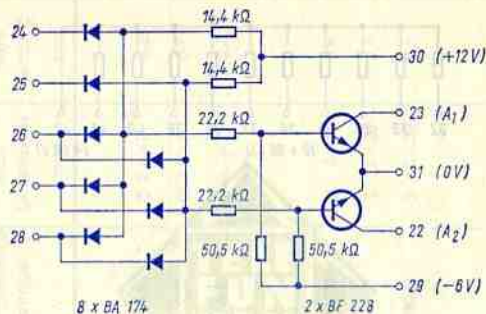 24
14,4 kΩ
30 (+12V)
25
14,4 kΩ
23 (A1)
26
22,2 kΩ
31 (0V)
27
22,2 kΩ
22 (A2)
28
50,5 kΩ
50,5 kΩ
29 (-6V)
8 x BA 174
2 x BF 228